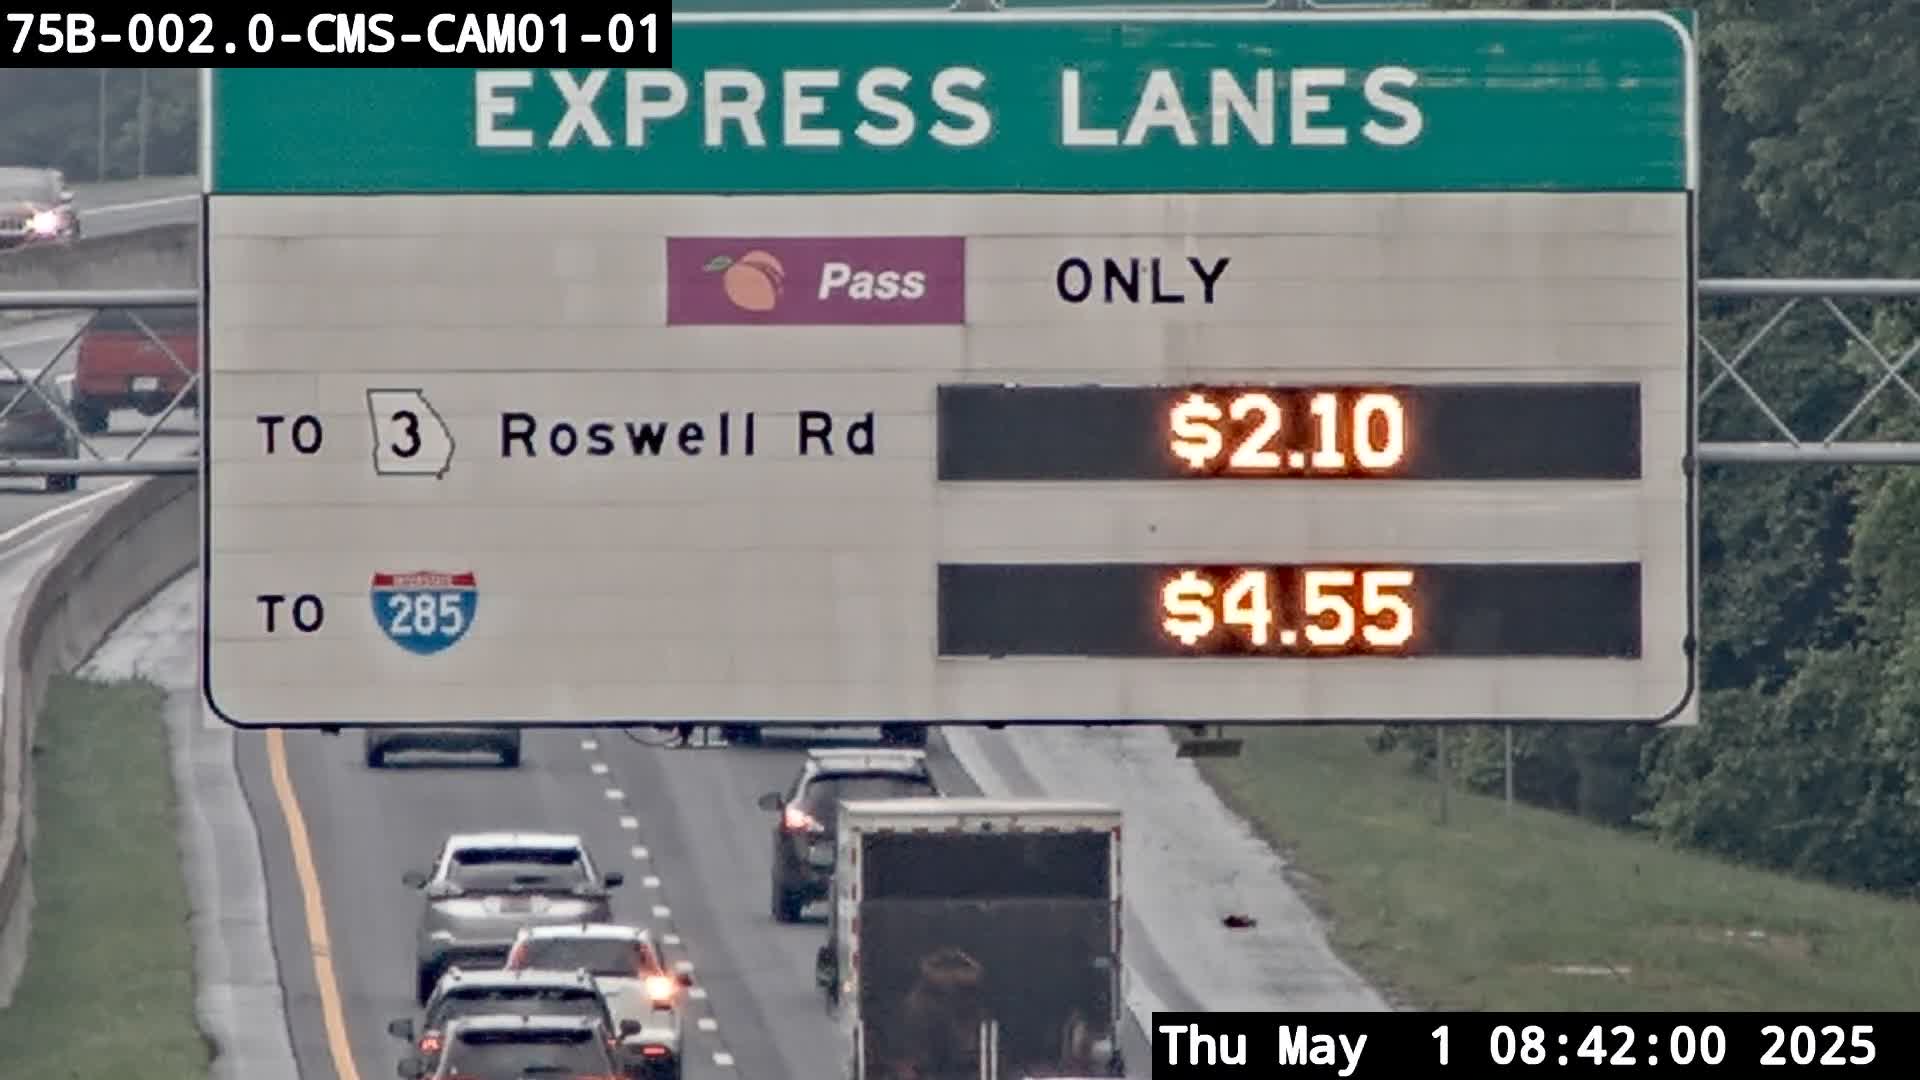 75B-002.0-CMS-CAM01-01
EXPRESS LANES
Pass ONLY
TO 3 Roswell Rd $2.10
TO INTERSTATE 285 $4.55
Thu May 1 08:42:00 2025